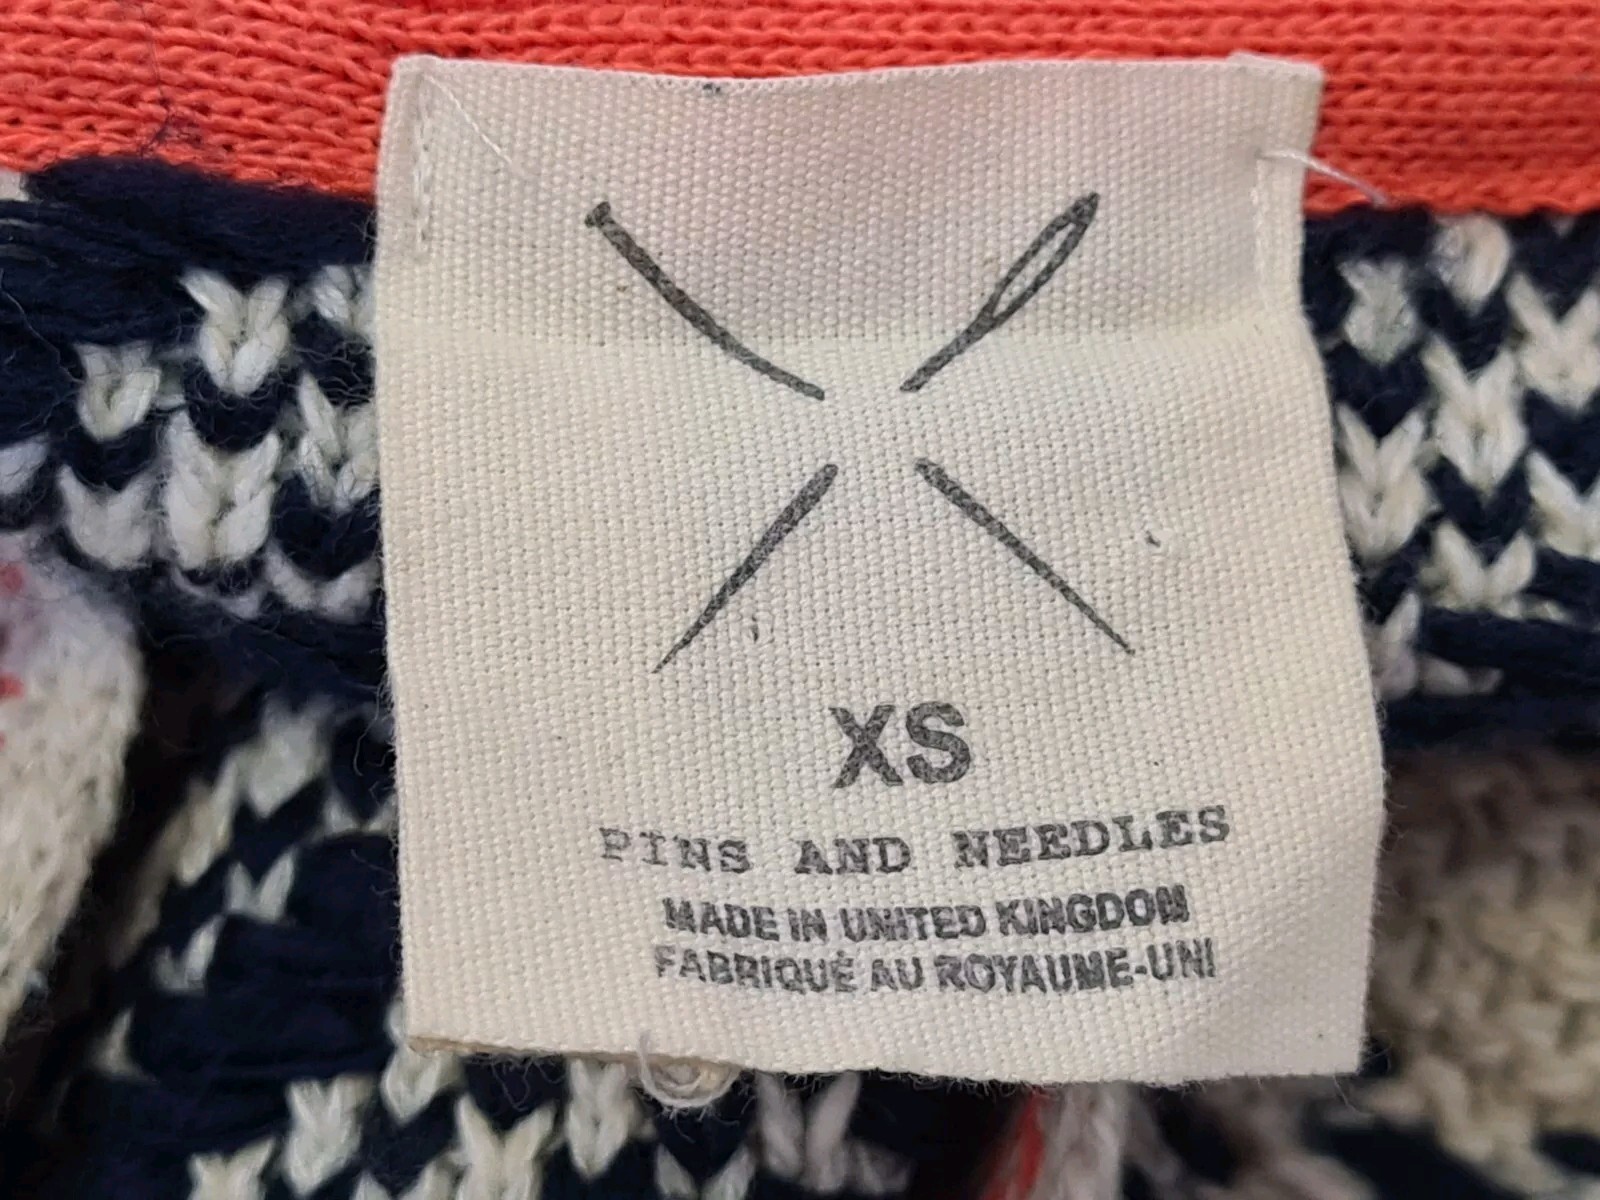 XS
PINS AND NEEDLES
MADE IN UNITED KINGDOM
FABRIQUÉ AU ROYAUME-UNI